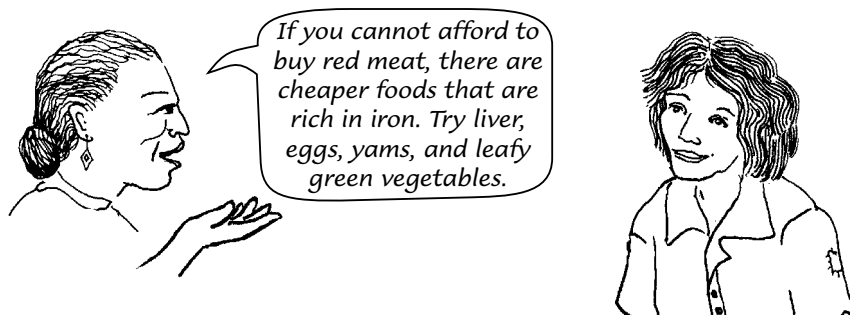 If you cannot afford to
buy red meat, there are
cheaper foods that are
rich in iron. Try liver,
eggs, yams, and leafy
green vegetables.